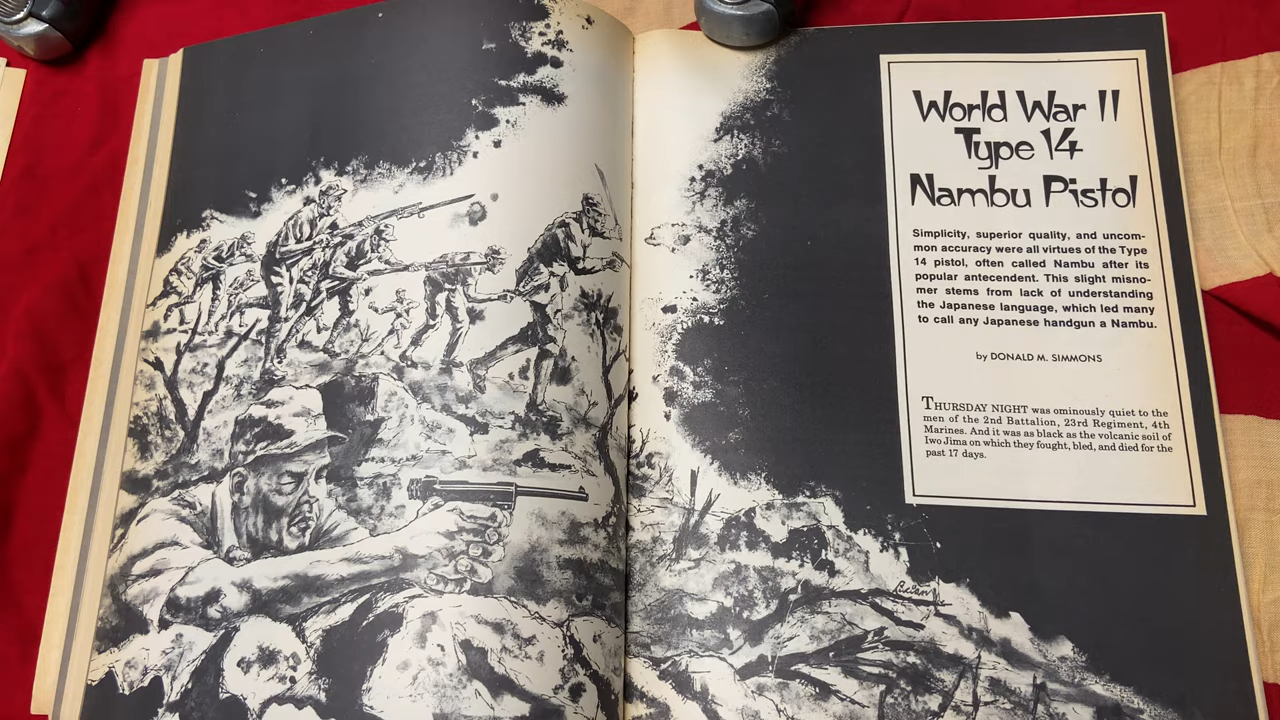 World War II
Type 14
Nambu Pistol
Simplicity, superior quality, and uncom-
mon accuracy were all virtues of the Type
14 pistol, often called Nambu after its
popular antecendent. This slight misno-
mer stems from lack of understanding
the Japanese language, which led many
to call any Japanese handgun a Nambu.
by DONALD M. SIMMONS
THURSDAY NIGHT was ominously quiet to the
men of the 2nd Battalion, 23rd Regiment, 4th
Marines. And it was as black as the volcanic soil of
Iwo Jima on which they fought, bled, and died for the
past 17 days.